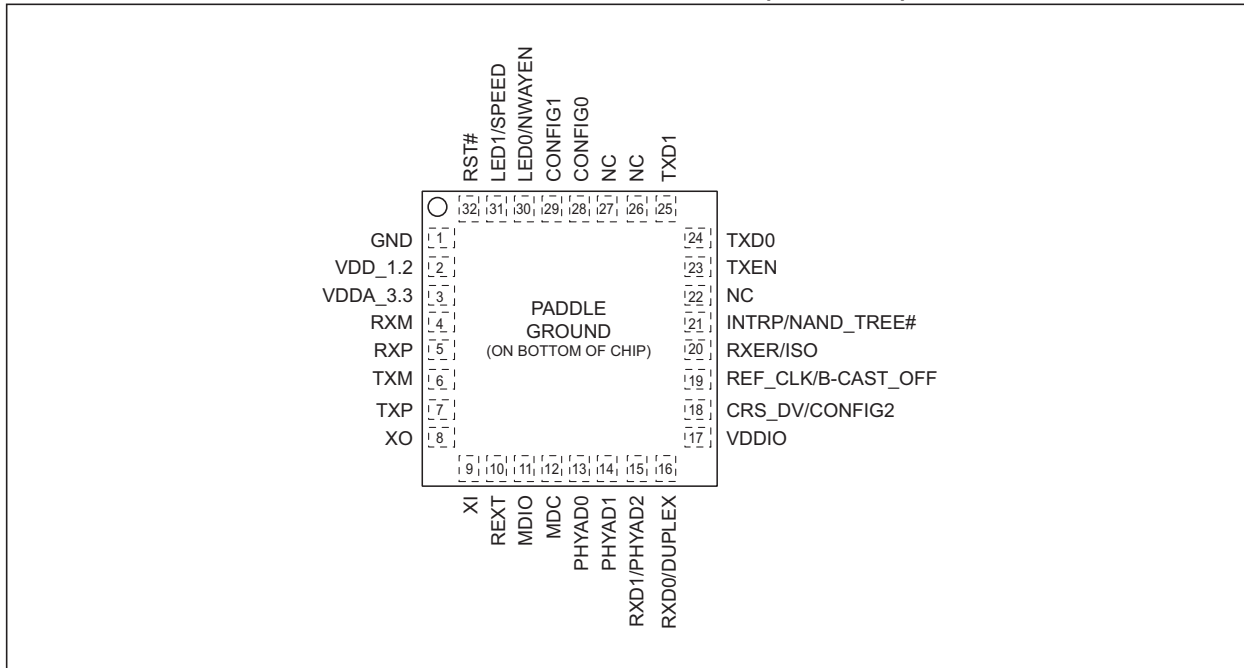 RST#
LED1/SPEED
LED0/NWAYEN
CONFIG1
CONFIG0
NC
NC
TXD1
32 31 30 29 28 27 26 25
GND 1
VDD_1.2 2
VDDA_3.3 3
RXM 4
RXP 5
TXM 6
TXP 7
XO 8
PADDLE
GROUND
(ON BOTTOM OF CHIP)
24 TXD0
23 TXEN
22 NC
21 INTRP/NAND_TREE#
20 RXER/ISO
19 REF_CLK/B-CAST_OFF
18 CRS_DV/CONFIG2
17 VDDIO
9 10 11 12 13 14 15 16
XI
REXT
MDIO
MDC
PHYAD0
PHYAD1
RXD1/PHYAD2
RXD0/DUPLEX